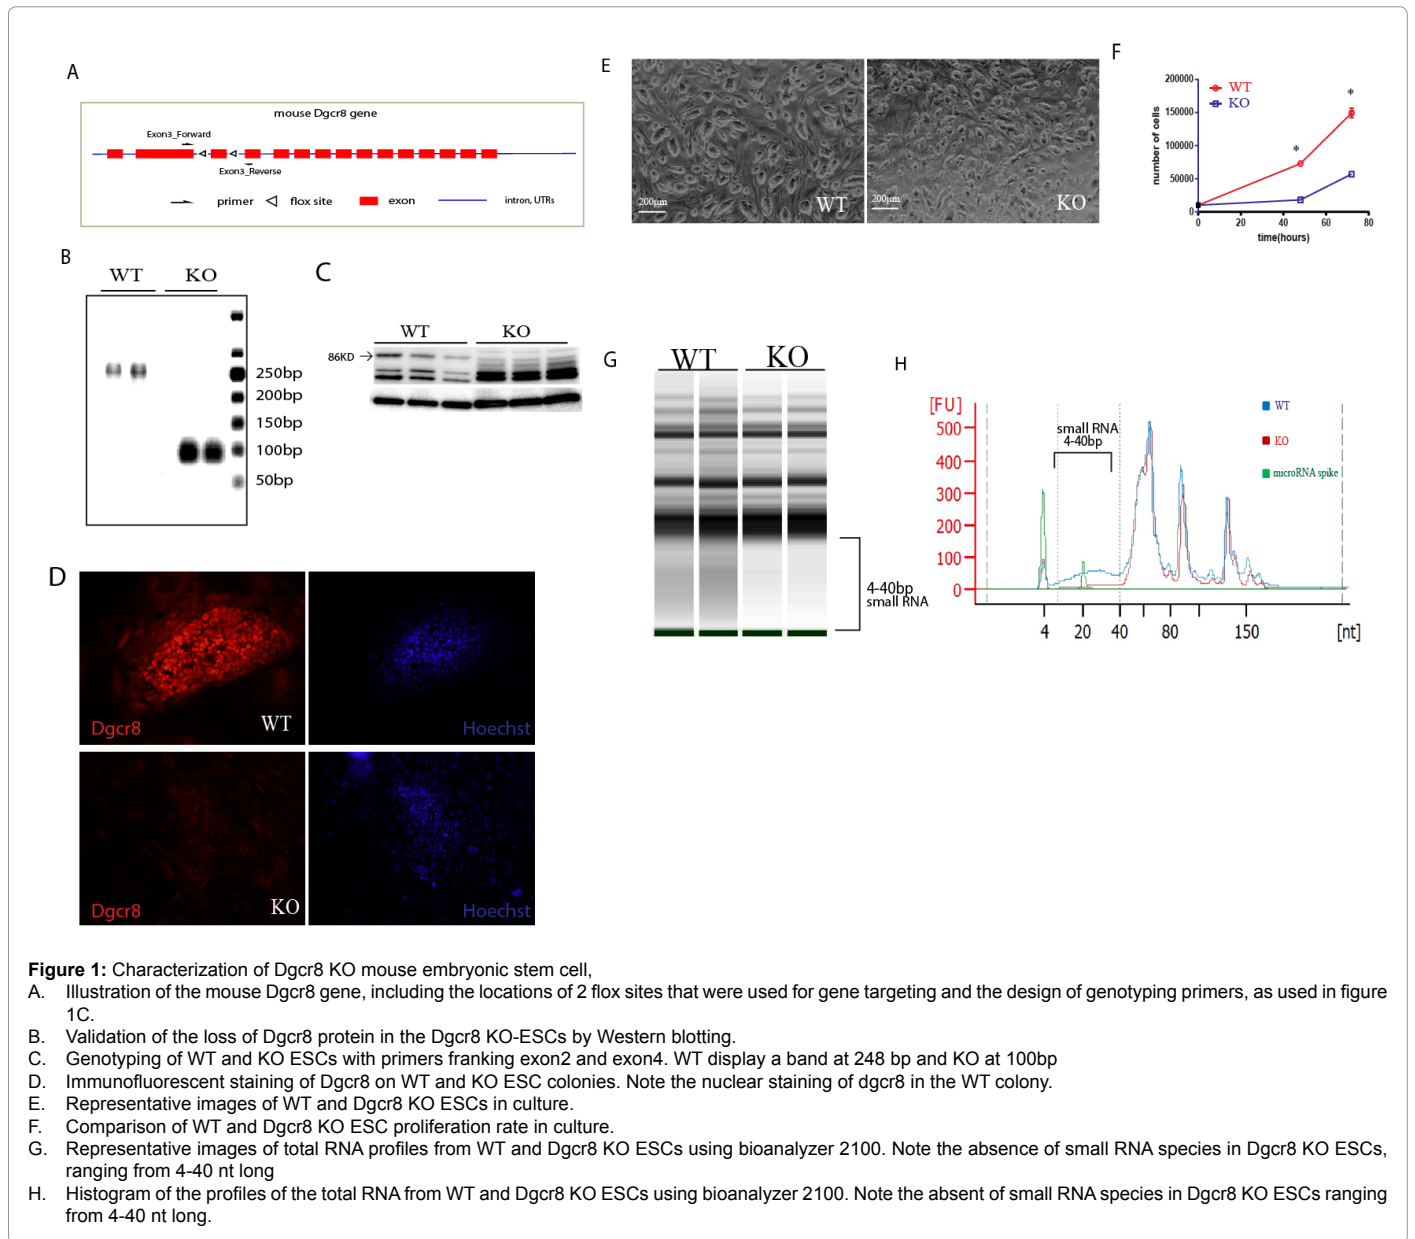 A
mouse Dgcr8 gene
Exon3_Forward
Exon3_Reverse
primer
flox site
exon
intron, UTRs
B
WT
KO
250bp
200bp
150bp
100bp
50bp
C
WT
KO
86KD
D
Dgcr8
WT
Hoechst
Dgcr8
KO
Hoechst
E
200μm
WT
200μm
KO
F
number of cells
200000
150000
100000
50000
0
WT
KO
*
*
0
20
40
60
80
time(hours)
G
WT
KO
4-40bp
small RNA
H
[FU]
500
400
300
200
100
0
small RNA
4-40bp
WT
KO
microRNA spike
4
20
40
80
150
[nt]
Figure 1: Characterization of Dgcr8 KO mouse embryonic stem cell,
A. Illustration of the mouse Dgcr8 gene, including the locations of 2 flox sites that were used for gene targeting and the design of genotyping primers, as used in figure
1C.
B. Validation of the loss of Dgcr8 protein in the Dgcr8 KO-ESCs by Western blotting.
C. Genotyping of WT and KO ESCs with primers franking exon2 and exon4. WT display a band at 248 bp and KO at 100bp
D. Immunofluorescent staining of Dgcr8 on WT and KO ESC colonies. Note the nuclear staining of dgcr8 in the WT colony.
E. Representative images of WT and Dgcr8 KO ESCs in culture.
F. Comparison of WT and Dgcr8 KO ESC proliferation rate in culture.
G. Representative images of total RNA profiles from WT and Dgcr8 KO ESCs using bioanalyzer 2100. Note the absence of small RNA species in Dgcr8 KO ESCs,
ranging from 4-40 nt long
H. Histogram of the profiles of the total RNA from WT and Dgcr8 KO ESCs using bioanalyzer 2100. Note the absent of small RNA species in Dgcr8 KO ESCs ranging
from 4-40 nt long.